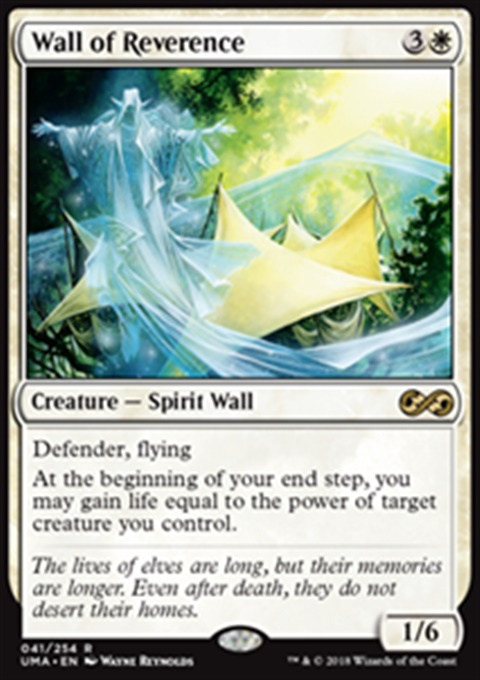 Wall of Reverence 3
Creature — Spirit Wall
Defender, flying
At the beginning of your end step, you
may gain life equal to the power of target
creature you control.
The lives of elves are long, but their memories
are longer. Even after death, they do not
desert their homes.
1/6
041/254 R
UMA • EN Wayne Reynolds
™ & © 2018 Wizards of the Coast